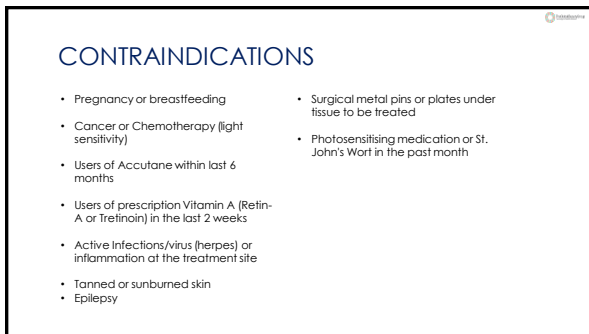 CONTRAINDICATIONS
• Pregnancy or breastfeeding
• Cancer or Chemotherapy (light
sensitivity)
• Users of Accutane within last 6
months
• Users of prescription Vitamin A (Retin-
A or Tretinoin) in the last 2 weeks
• Active Infections/virus (herpes) or
inflammation at the treatment site
• Tanned or sunburned skin
• Epilepsy
• Surgical metal pins or plates under
tissue to be treated
• Photosensitising medication or St.
John's Wort in the past month